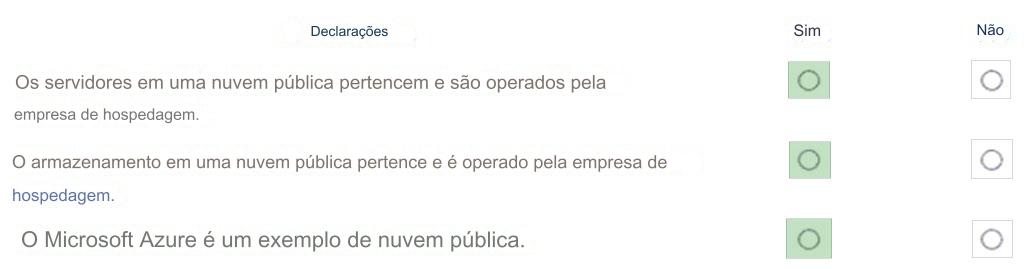 Declarações Sim Não
Os servidores em uma nuvem pública pertencem e são operados pela
empresa de hospedagem.
O armazenamento em uma nuvem pública pertence e é operado pela empresa de
hospedagem.
O Microsoft Azure é um exemplo de nuvem pública.